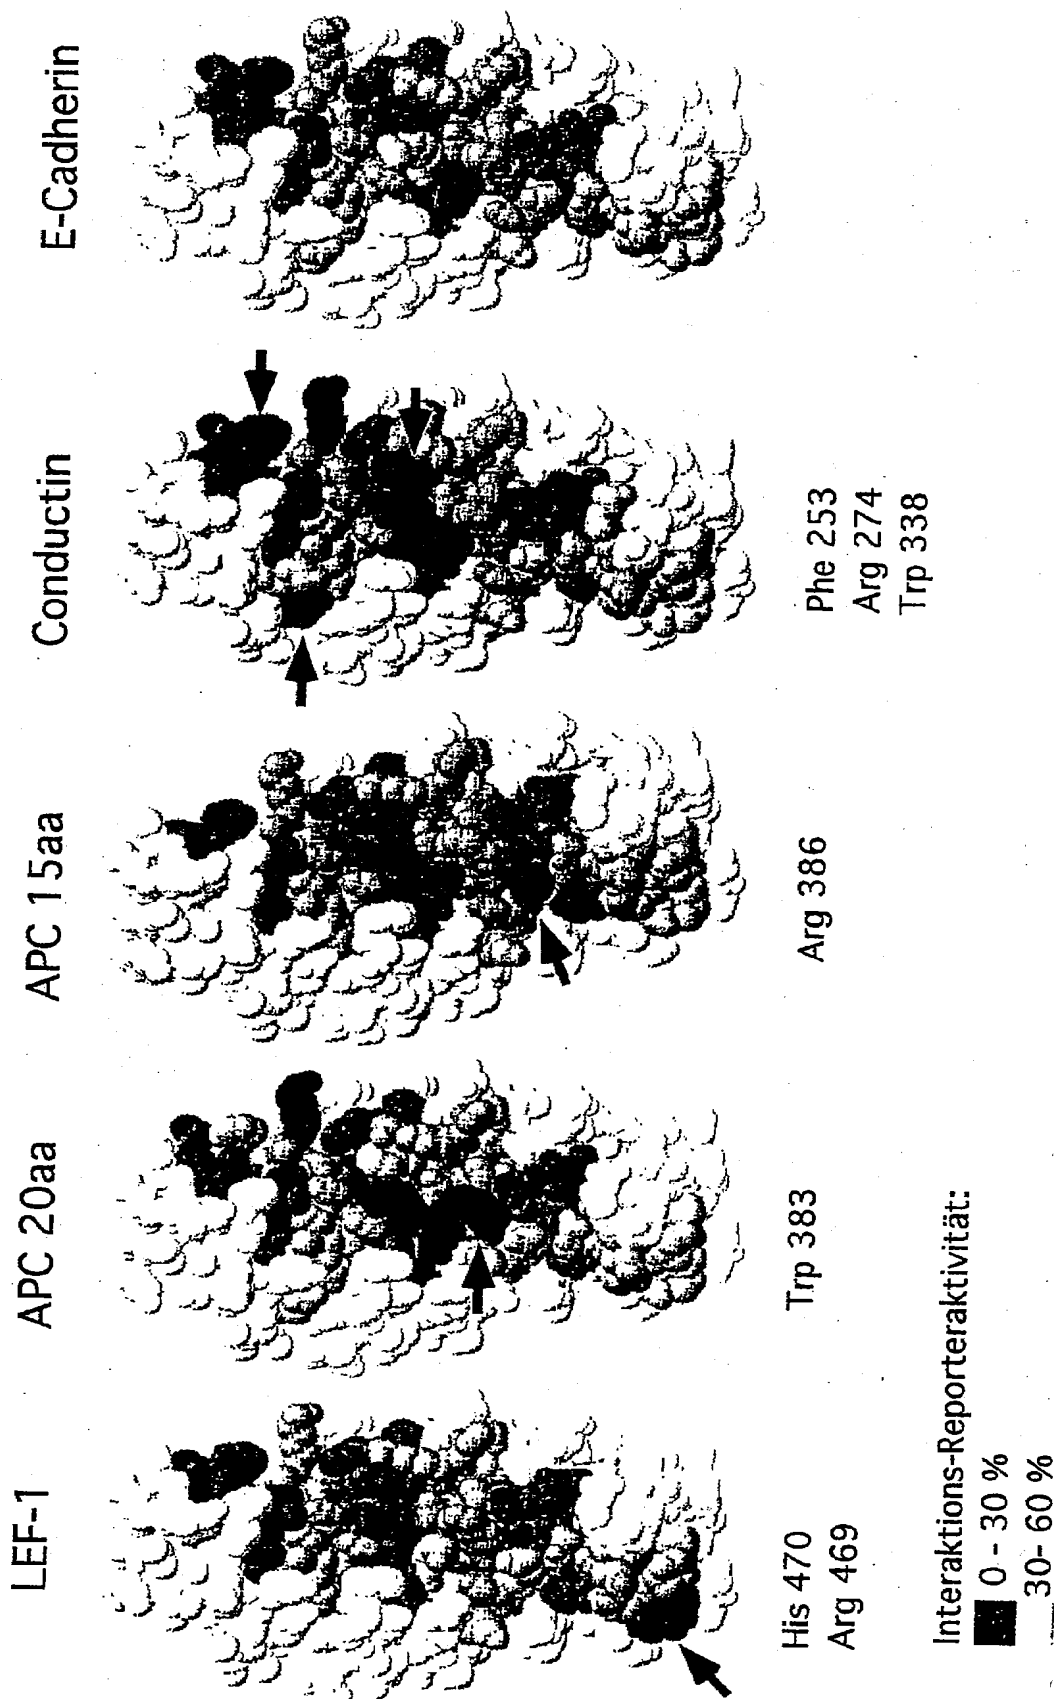 LEF-1
APC 20aa
APC 15aa
Conductin
E-Cadherin
His 470
Arg 469
Trp 383
Arg 386
Phe 253
Arg 274
Trp 338
Interaktions-Reporteraktivität:
0 - 30 %
30- 60 %